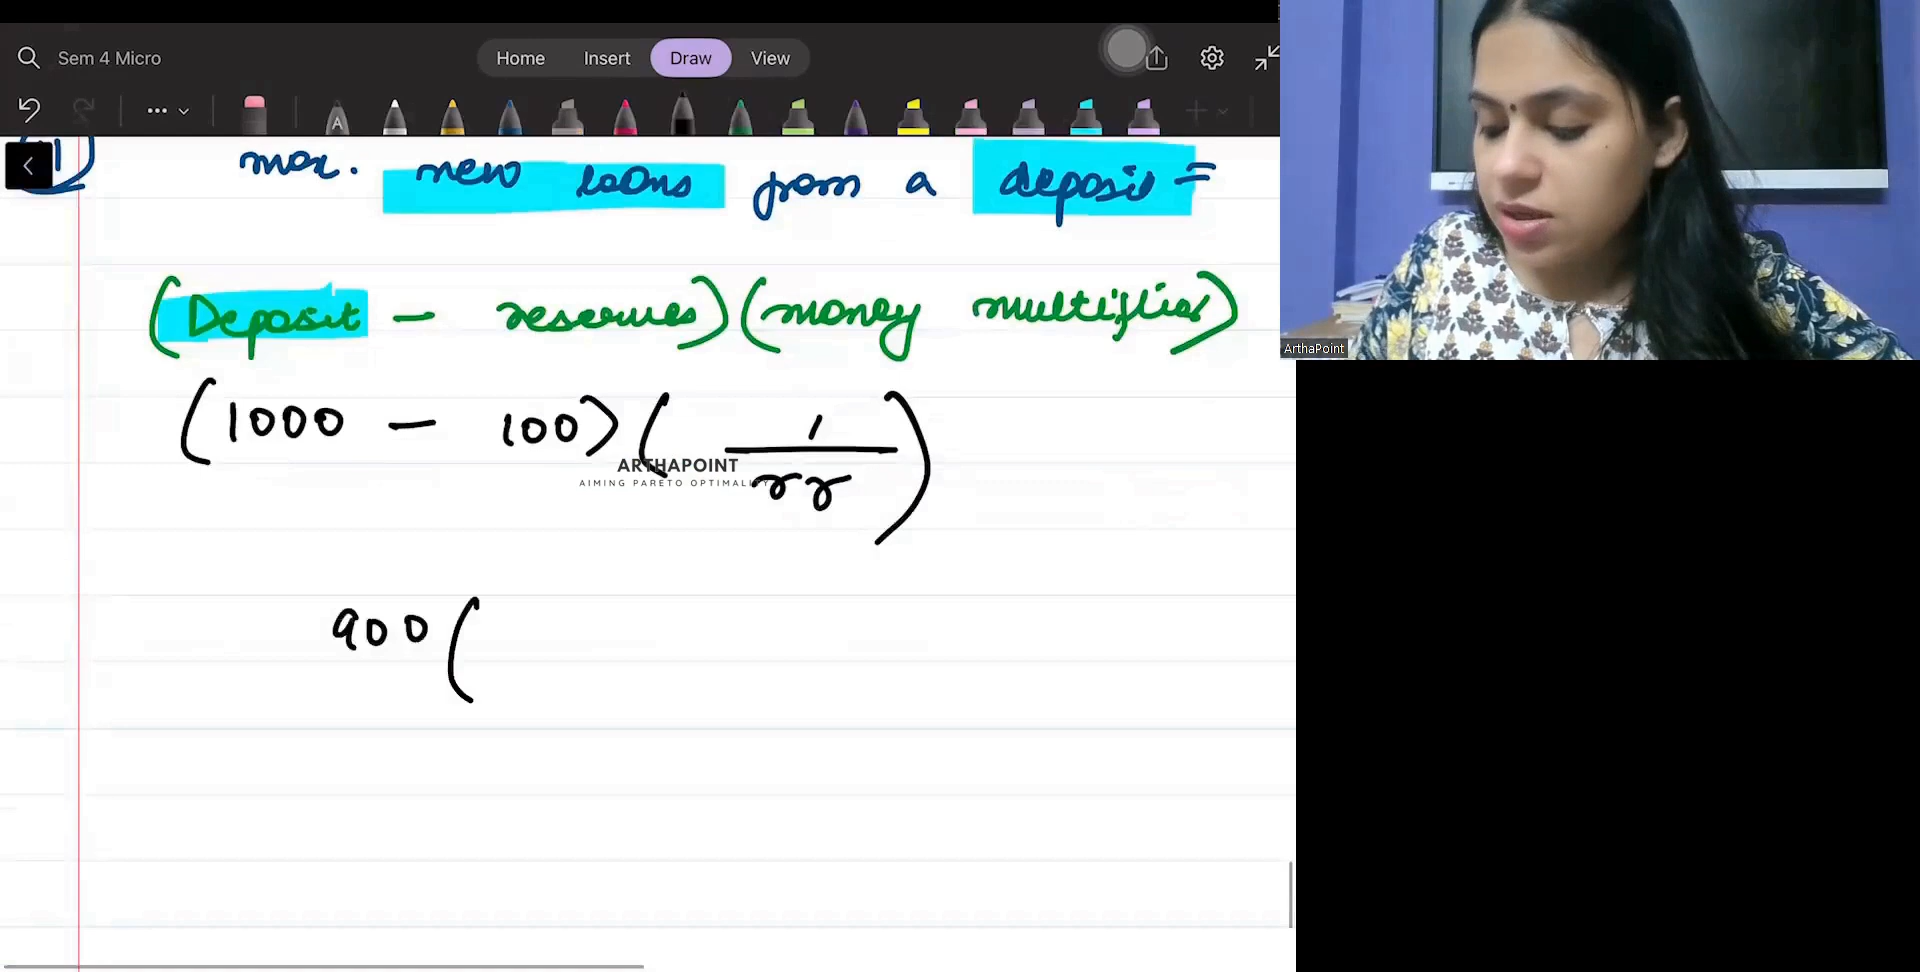 Sem 4 Micro
Home Insert Draw View
A
max. new loans from a deposit =
(Deposit - reserves) (money multiplier)
(1000 - 100) (1/rr)
ARTHAPOINT
AIMING PARETO OPTIMALITY
900 (
ArthaPoint